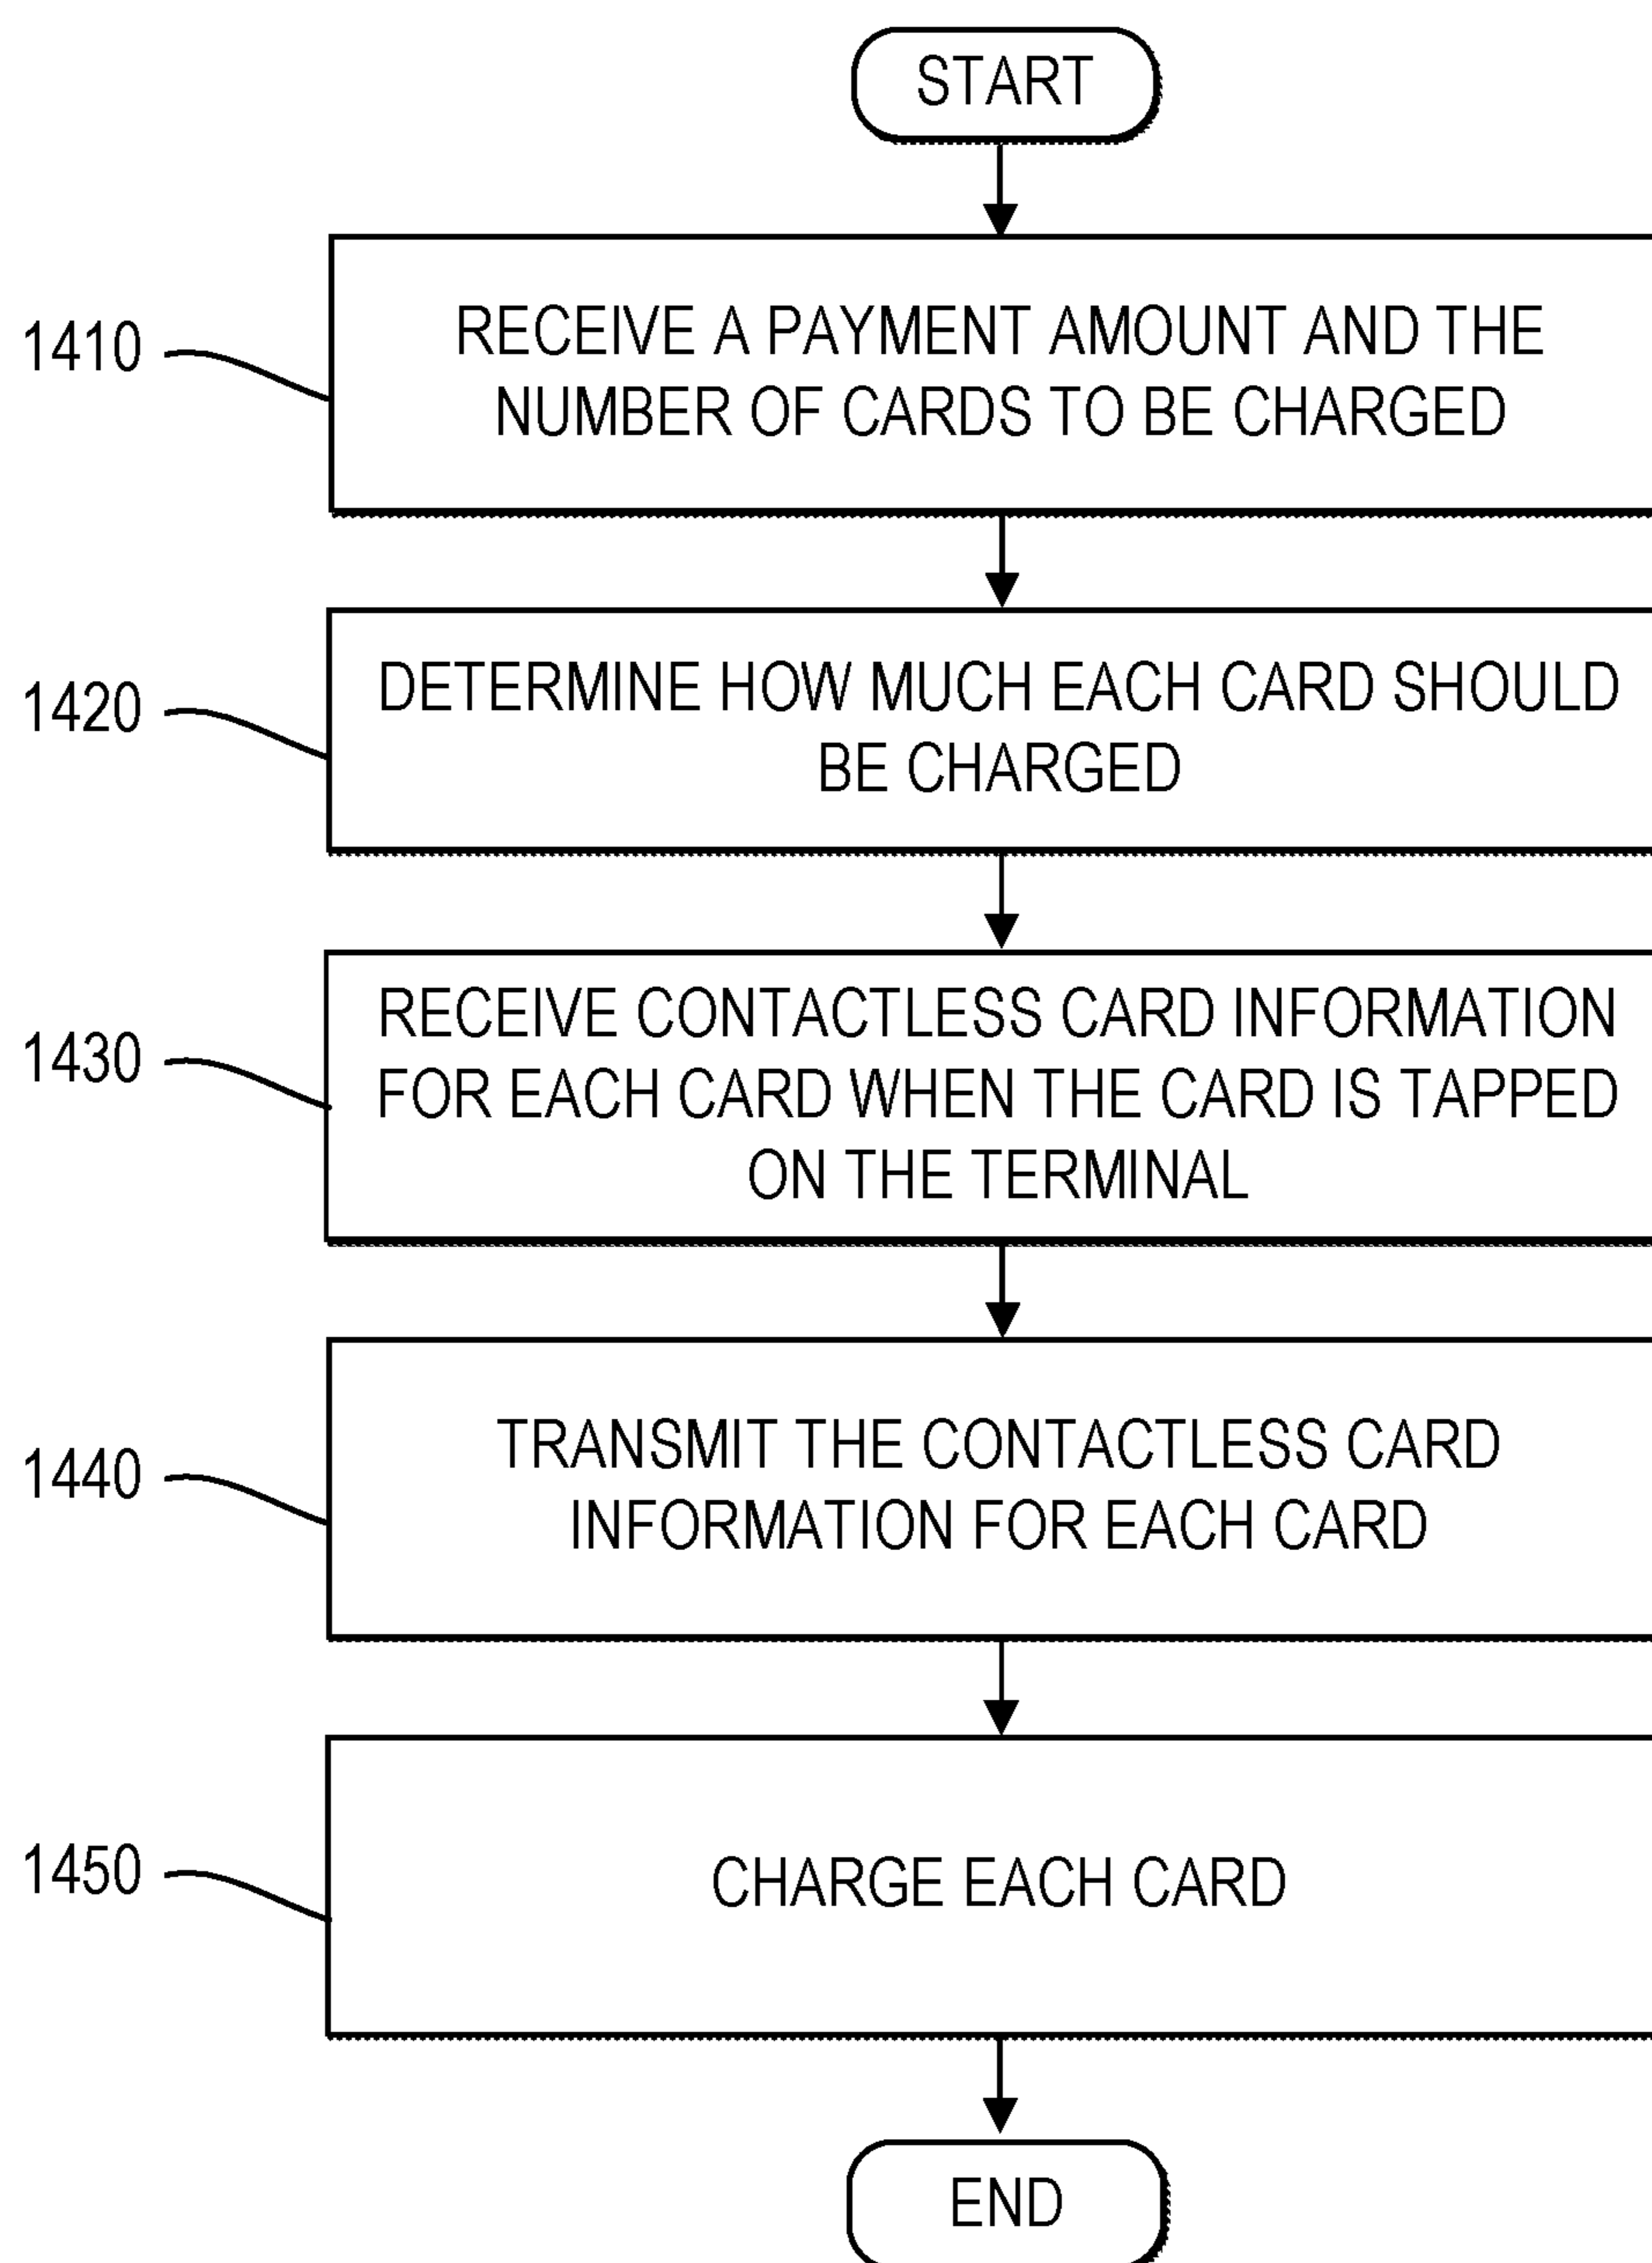 START
1410
RECEIVE A PAYMENT AMOUNT AND THE
NUMBER OF CARDS TO BE CHARGED
1420
DETERMINE HOW MUCH EACH CARD SHOULD
BE CHARGED
1430
RECEIVE CONTACTLESS CARD INFORMATION
FOR EACH CARD WHEN THE CARD IS TAPPED
ON THE TERMINAL
1440
TRANSMIT THE CONTACTLESS CARD
INFORMATION FOR EACH CARD
1450
CHARGE EACH CARD
END